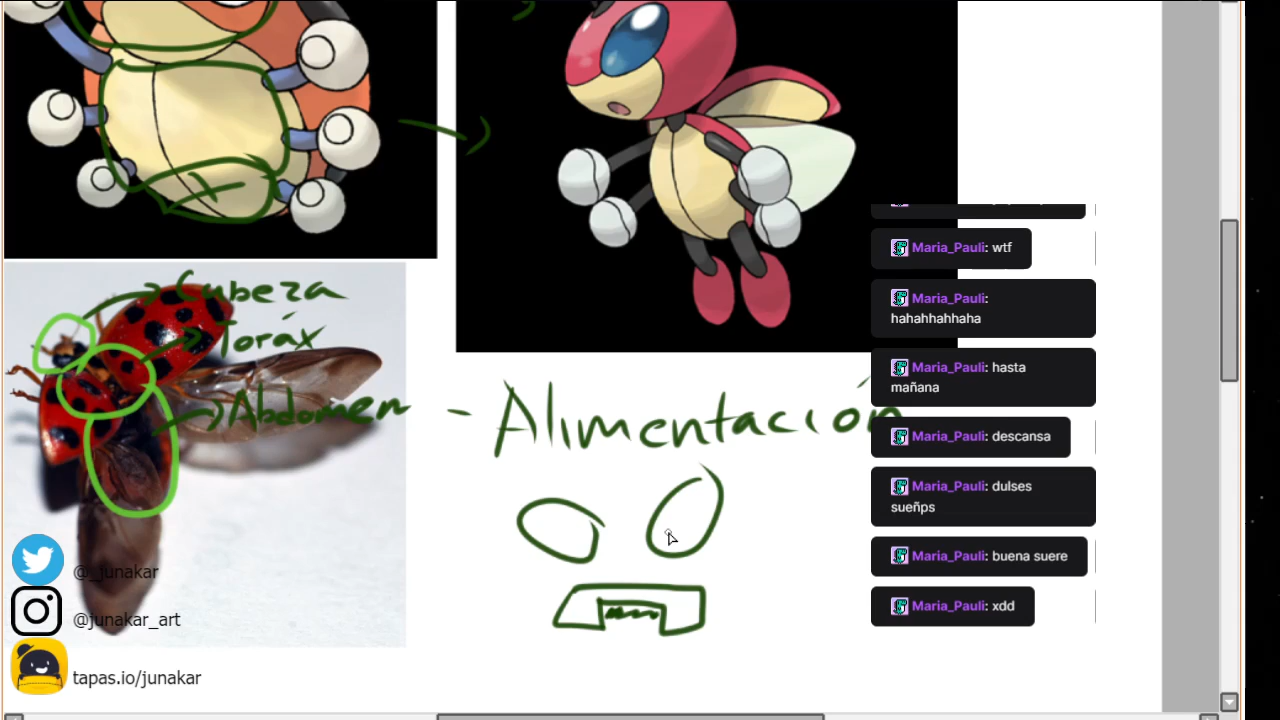 Maria_Pauli: wtf
Maria_Pauli:
hahahhahhaha
Maria_Pauli: hasta
mañana
Maria_Pauli: descansa
Maria_Pauli: dulses
sueñps
Maria_Pauli: buena suere
Maria_Pauli: xdd
Cabeza
Toráx
Abdomen
- Alimentación
@_junakar
@junakar_art
tapas.io/junakar